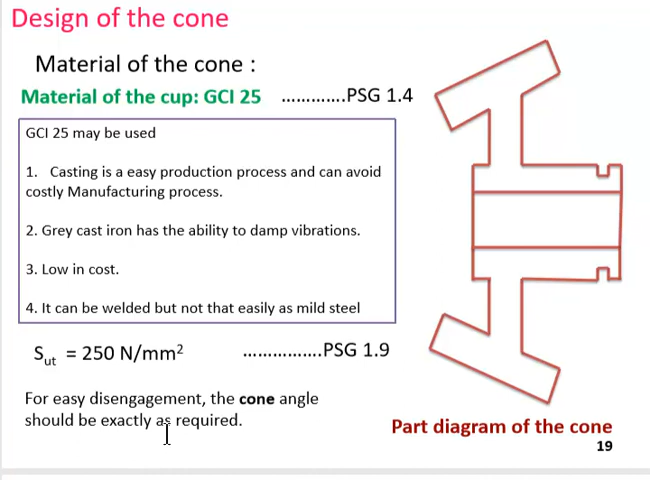 Design of the cone
Material of the cone :
Material of the cup: GCI 25 .............PSG 1.4
GCI 25 may be used
1. Casting is a easy production process and can avoid
costly Manufacturing process.
2. Grey cast iron has the ability to damp vibrations.
3. Low in cost.
4. It can be welded but not that easily as mild steel
Sut = 250 N/mm² ................PSG 1.9
For easy disengagement, the cone angle
should be exactly as required.
Part diagram of the cone
19